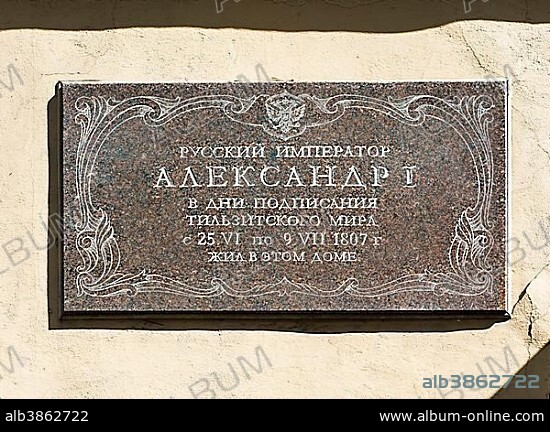 РУССКИЙ ИМПЕРАТОР
АЛЕКСАНДР I
В ДНИ ПОДПИСАНИЯ
ТИЛЬЗИТСКОГО МИРА
с 25 VI по 9 VII 1807 г
ЖИЛ В ЭТОМ ДОМЕ
alb3862722
alb3862722
www.album-online.com